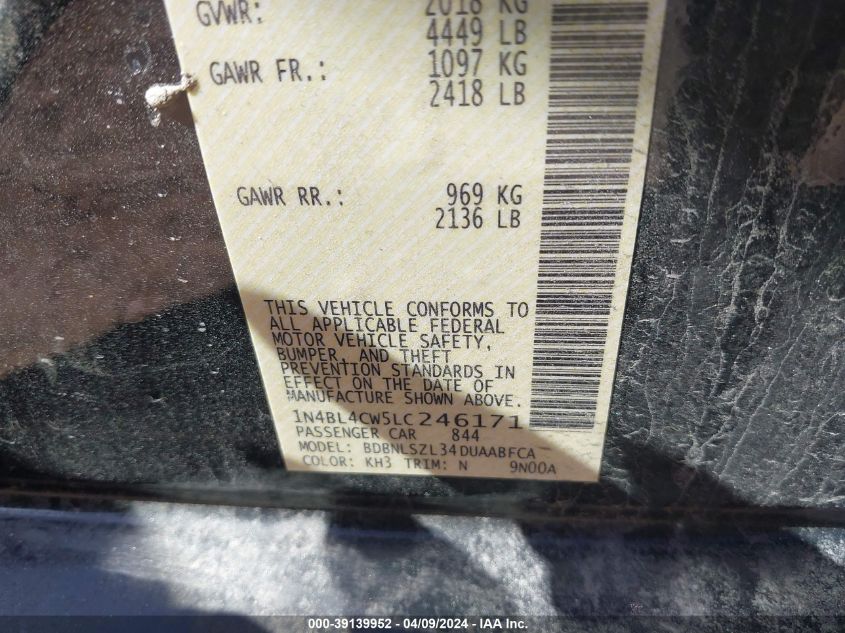 GVWR: 2018 KG
4449 LB
GAWR FR.: 1097 KG
2418 LB
GAWR RR.: 969 KG
2136 LB
THIS VEHICLE CONFORMS TO
ALL APPLICABLE FEDERAL
MOTOR VEHICLE SAFETY,
BUMPER, AND THEFT
PREVENTION STANDARDS IN
EFFECT ON THE DATE OF
MANUFACTURE SHOWN ABOVE.
1N4BL4CW5LC246171
PASSENGER CAR 844
MODEL: BDBNLSZL34DUAABFCA
COLOR: KH3 TRIM: N 9N00A
000-39139952 - 04/09/2024 - IAA Inc.